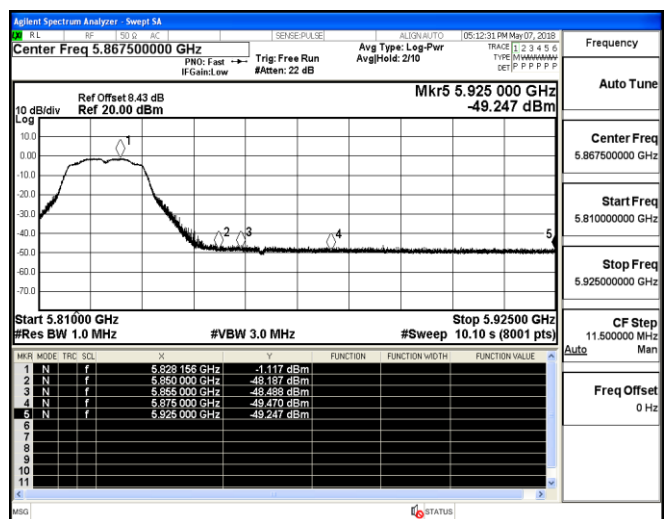 Agilent Spectrum Analyzer - Swept SA
RL RF 50 Ω AC SENSE:PULSE ALIGNAUTO 05:12:31 PM May 07, 2018
Center Freq 5.867500000 GHz
PNO: Fast
IFGain:Low
Trig: Free Run
#Atten: 22 dB
Avg Type: Log-Pwr
Avg|Hold: 2/10
TRACE 1 2 3 4 5 6
TYPE MWWWWW
DET P P P P P P
Ref Offset 8.43 dB
10 dB/div Ref 20.00 dBm
Log
Mkr5 5.925 000 GHz
-49.247 dBm
10.0
0.00
-10.0
-20.0
-30.0
-40.0
-50.0
-60.0
-70.0
1
2
3
4
5
Start 5.81000 GHz Stop 5.92500 GHz
#Res BW 1.0 MHz #VBW 3.0 MHz #Sweep 10.10 s (8001 pts)
MKR MODE TRC SCL X Y FUNCTION FUNCTION WIDTH FUNCTION VALUE
1 N f 5.828 156 GHz -1.117 dBm
2 N f 5.850 000 GHz -48.187 dBm
3 N f 5.855 000 GHz -48.488 dBm
4 N f 5.875 000 GHz -49.470 dBm
5 N f 5.925 000 GHz -49.247 dBm
6
7
8
9
10
11
MSG STATUS
Frequency
Auto Tune
Center Freq
5.867500000 GHz
Start Freq
5.810000000 GHz
Stop Freq
5.925000000 GHz
CF Step
11.500000 MHz
Auto Man
Freq Offset
0 Hz